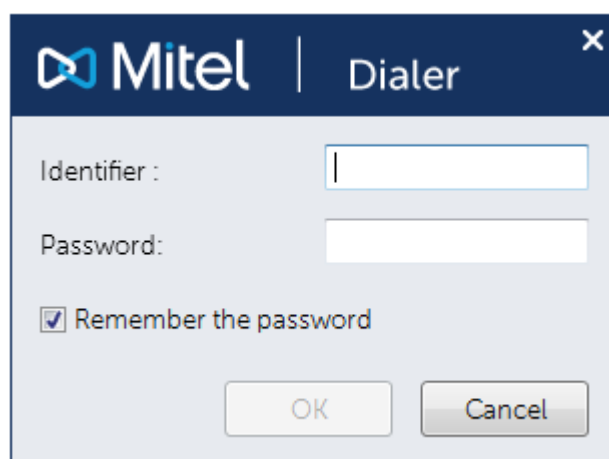 Mitel | Dialer
Identifier :
Password:
Remember the password
OK Cancel